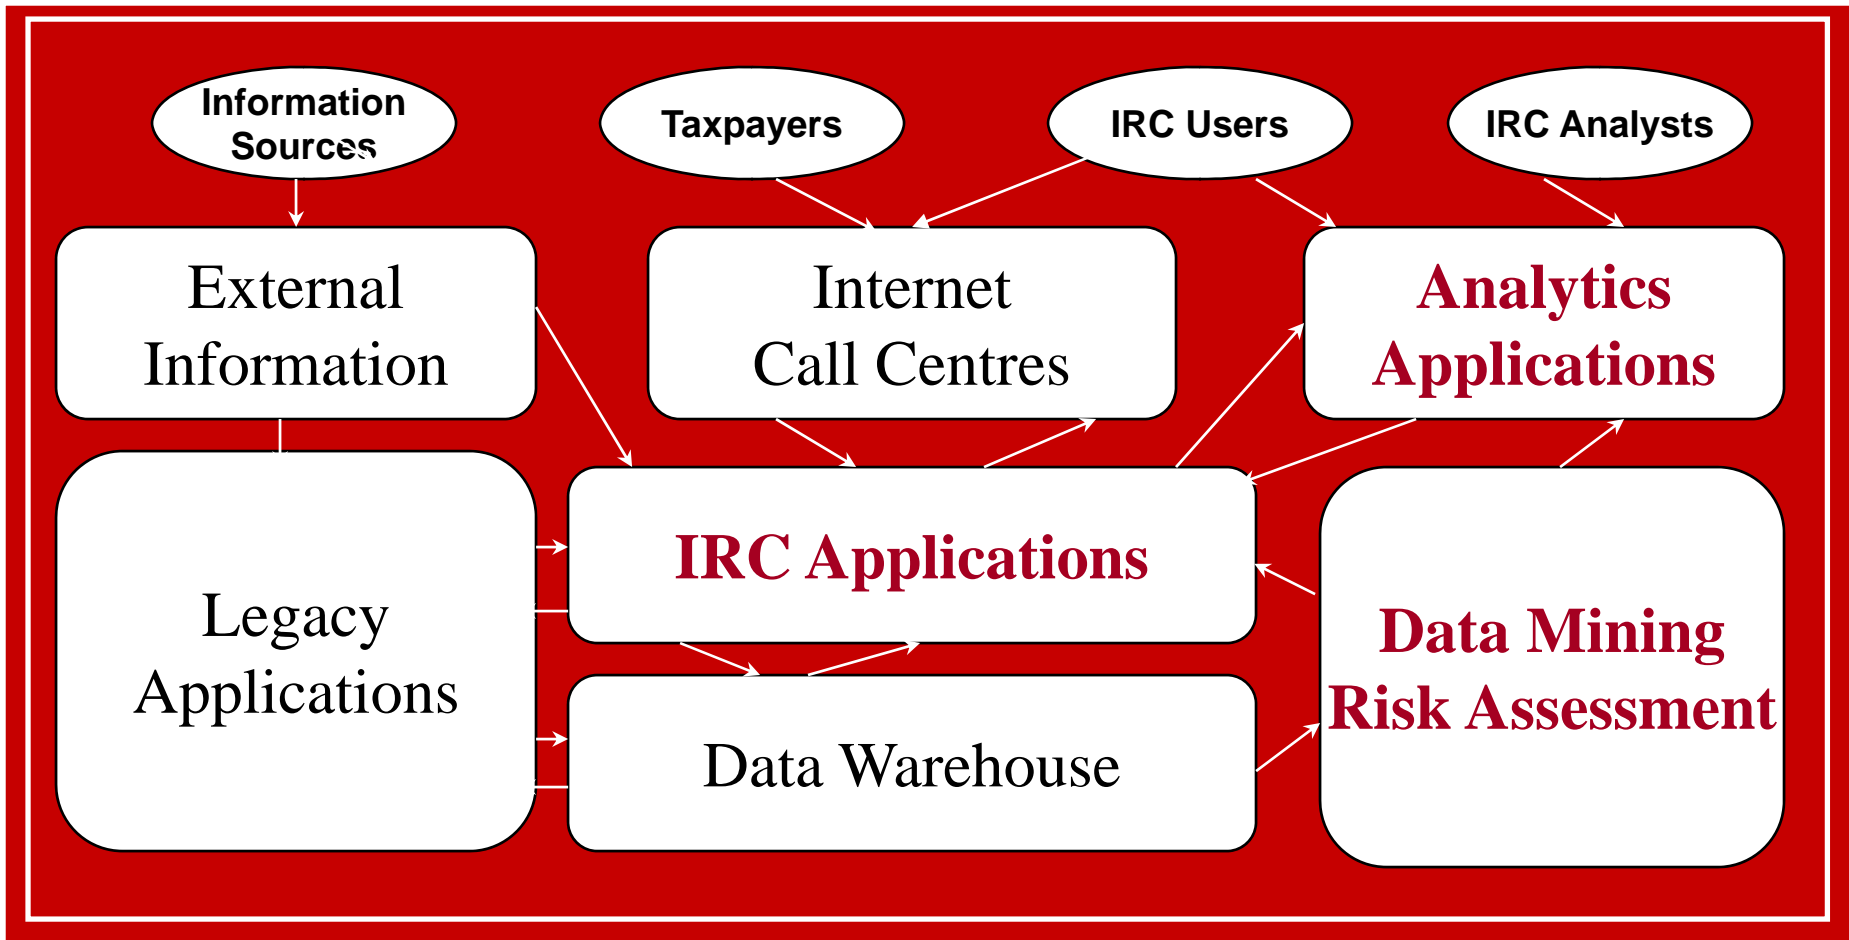 Information
Sources
Taxpayers
IRC Users
IRC Analysts
External
Information
Internet
Call Centres
Analytics
Applications
Legacy
Applications
IRC Applications
Data Mining
Risk Assessment
Data Warehouse